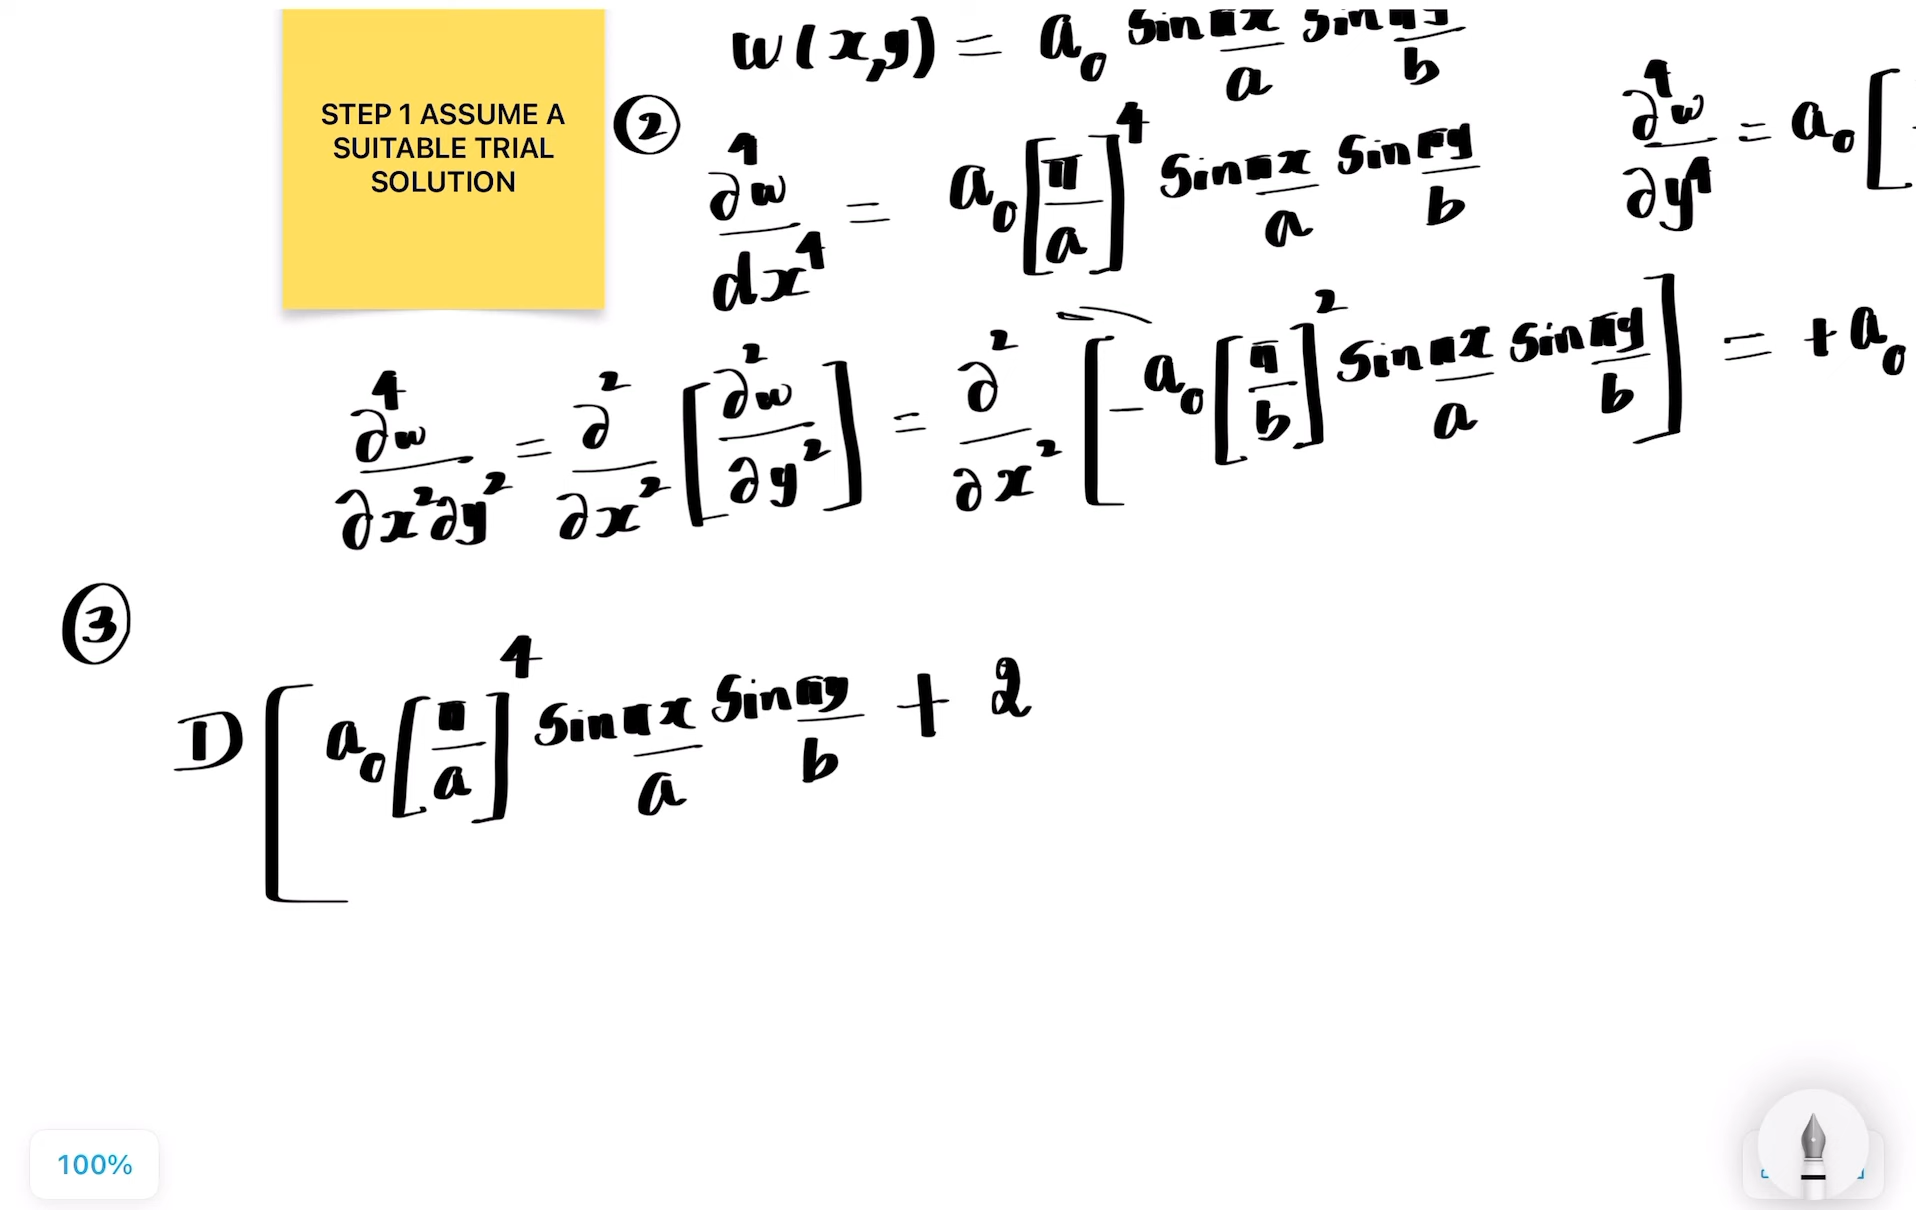 w(x,y) = a₀ sin πx/a sin πy/b
STEP 1 ASSUME A
SUITABLE TRIAL
SOLUTION
② ∂⁴w/dx⁴ = a₀[π/a]⁴ sin πx/a sin πy/b
∂⁴w/∂y⁴ = a₀[
∂⁴w/∂x²∂y² = ∂²/∂x² [∂²w/∂y²] = ∂²/∂x² [-a₀[π/b]² sin πx/a sin πy/b] = +a₀
③
D[a₀[π/a]⁴ sin πx/a sin πy/b + 2
100%